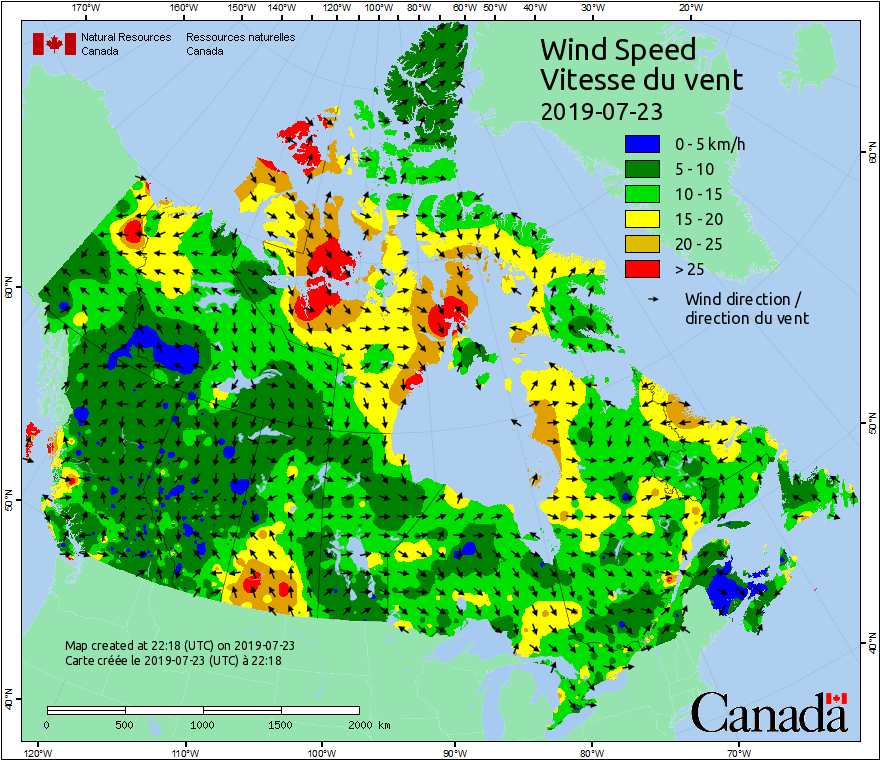 170°W 160°W 150°W 140°W 130°W 120°W 110°W 100°W 90°W 80°W 70°W 60°W 50°W 40°W 30°W 20°W
Natural Resources Canada
Ressources naturelles Canada
Wind Speed
Vitesse du vent
2019-07-23
0 - 5 km/h
5 - 10
10 - 15
15 - 20
20 - 25
> 25
Wind direction /
direction du vent
60°N
60°N
50°N
50°N
40°N
40°N
Map created at 22:18 (UTC) on 2019-07-23
Carte créée le 2019-07-23 (UTC) à 22:18
0 500 1000 1500 2000 km
Canada
120°W 110°W 100°W 90°W 80°W 70°W